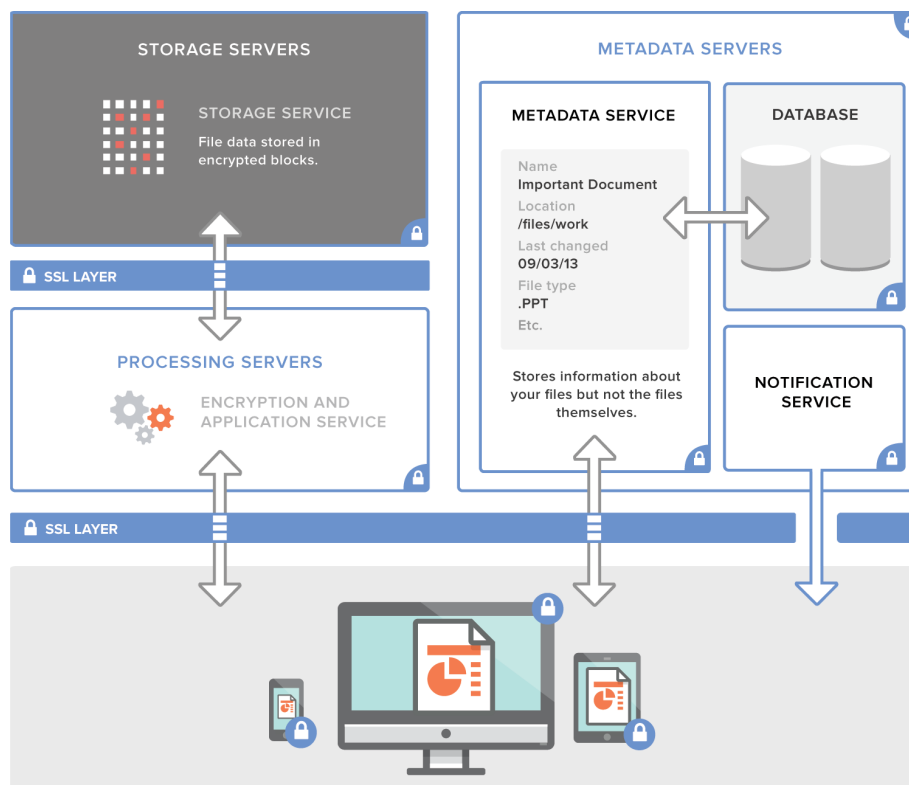 STORAGE SERVERS
STORAGE SERVICE
File data stored in
encrypted blocks.
SSL LAYER
PROCESSING SERVERS
ENCRYPTION AND
APPLICATION SERVICE
METADATA SERVERS
METADATA SERVICE
Name
Important Document
Location
/files/work
Last changed
09/03/13
File type
.PPT
Etc.
Stores information about
your files but not the files
themselves.
DATABASE
NOTIFICATION
SERVICE
SSL LAYER